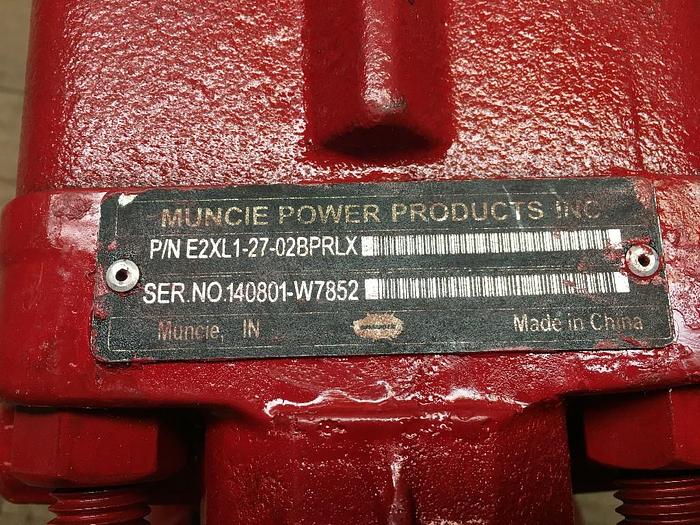 MUNCIE POWER PRODUCTS INC
P/N E2XL1-27-02BPRLX
SER.NO.140801-W7852
Muncie, IN
Made in China